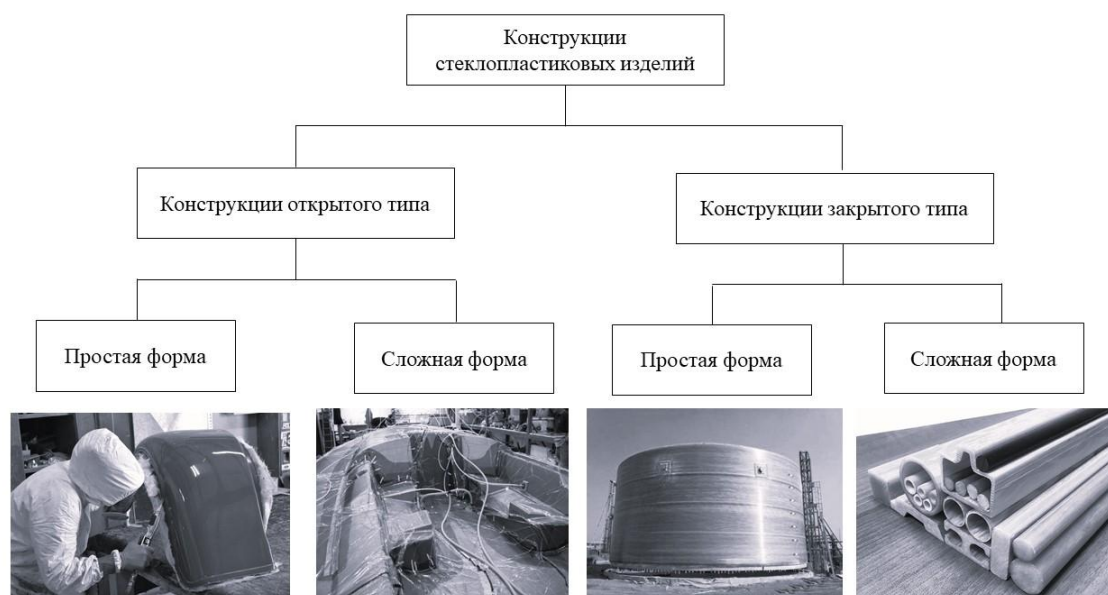 Конструкции
стеклопластиковых изделий
Конструкции открытого типа
Конструкции закрытого типа
Простая форма
Сложная форма
Простая форма
Сложная форма